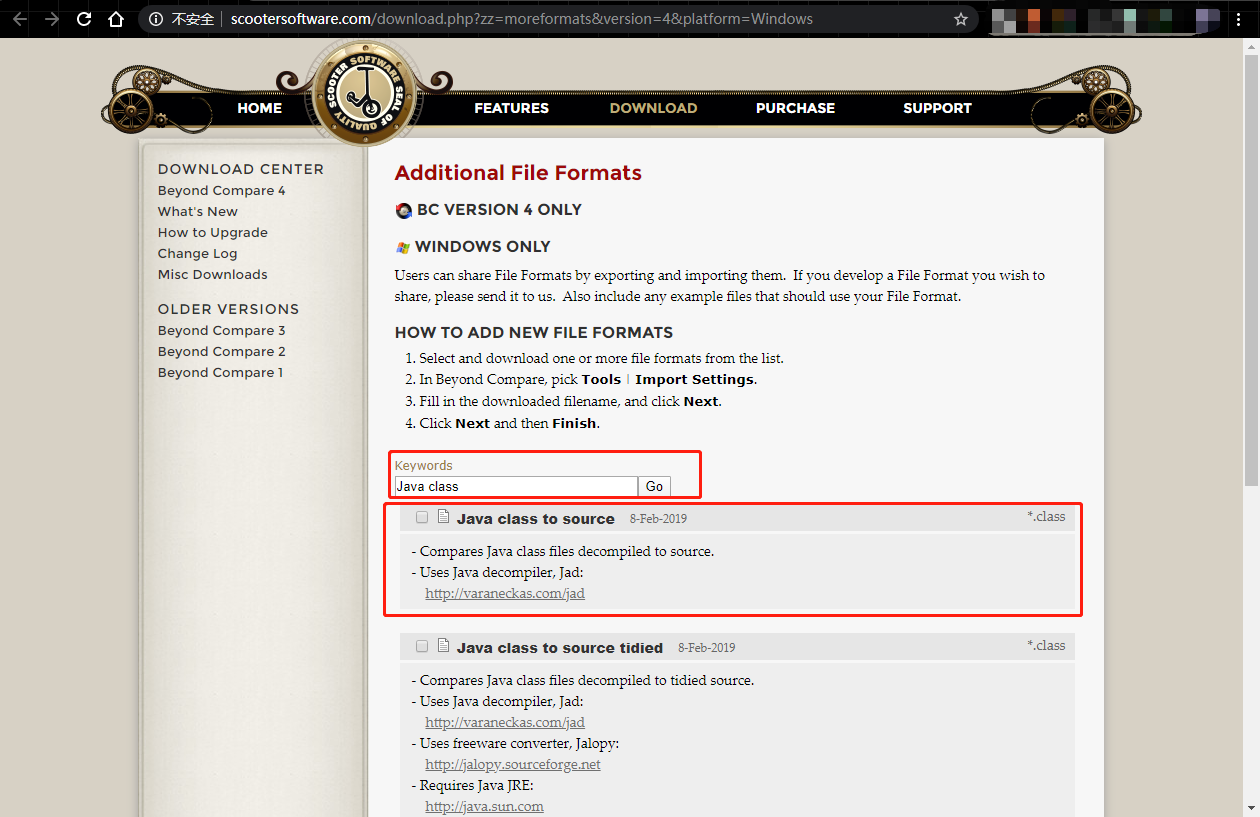 不安全 scootersoftware.com/download.php?zz=moreformats&version=4&platform=Windows
SCOOTER SOFTWARE SEAL OF QUALITY
HOME FEATURES DOWNLOAD PURCHASE SUPPORT
DOWNLOAD CENTER
Beyond Compare 4
What's New
How to Upgrade
Change Log
Misc Downloads
OLDER VERSIONS
Beyond Compare 3
Beyond Compare 2
Beyond Compare 1
Additional File Formats
BC VERSION 4 ONLY
WINDOWS ONLY
Users can share File Formats by exporting and importing them. If you develop a File Format you wish to
share, please send it to us. Also include any example files that should use your File Format.
HOW TO ADD NEW FILE FORMATS
1. Select and download one or more file formats from the list.
2. In Beyond Compare, pick Tools | Import Settings.
3. Fill in the downloaded filename, and click Next.
4. Click Next and then Finish.
Keywords
Java class Go
Java class to source 8-Feb-2019 *.class
- Compares Java class files decompiled to source.
- Uses Java decompiler, Jad:
http://varaneckas.com/jad
Java class to source tidied 8-Feb-2019 *.class
- Compares Java class files decompiled to tidied source.
- Uses Java decompiler, Jad:
http://varaneckas.com/jad
- Uses freeware converter, Jalopy:
http://jalopy.sourceforge.net
- Requires Java JRE:
http://java.sun.com